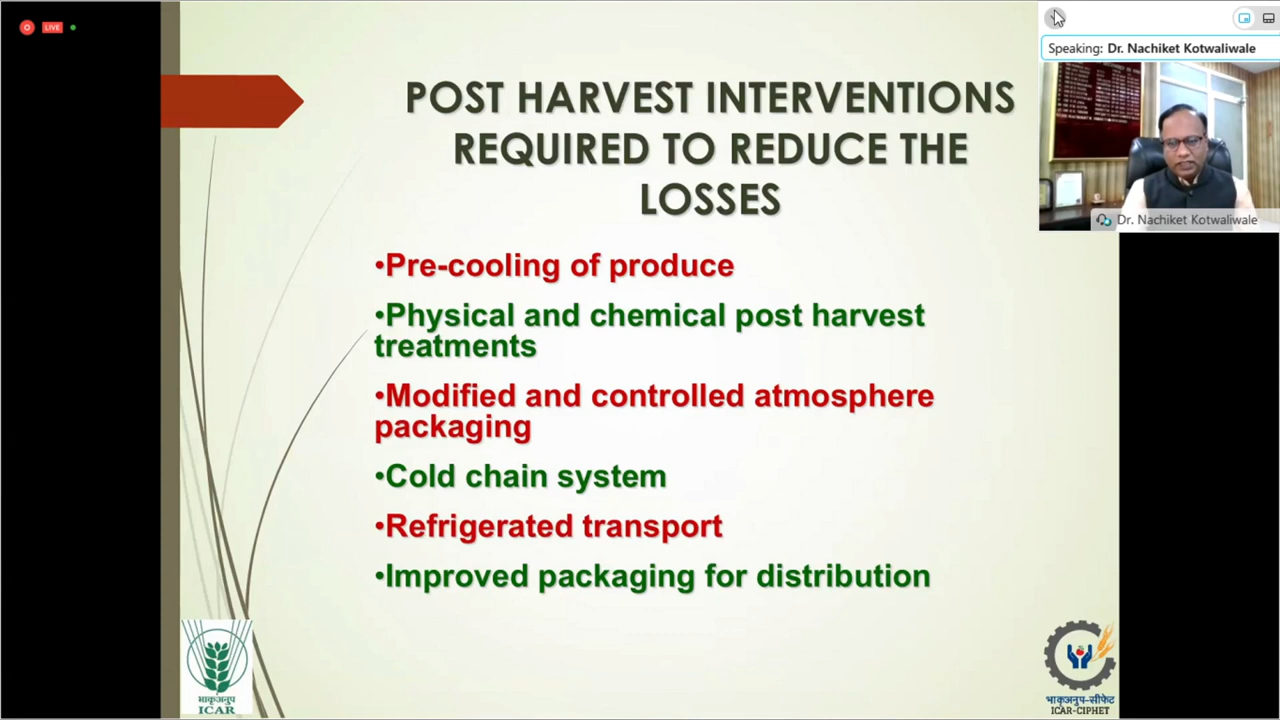 LIVE
Speaking: Dr. Nachiket Kotwaliwale
POST HARVEST INTERVENTIONS
REQUIRED TO REDUCE THE
LOSSES
•Pre-cooling of produce
•Physical and chemical post harvest
treatments
•Modified and controlled atmosphere
packaging
•Cold chain system
•Refrigerated transport
•Improved packaging for distribution
Dr. Nachiket Kotwaliwale
भाकृअनुप
ICAR
भाकृअनुप-सीफेट
ICAR-CIPHET